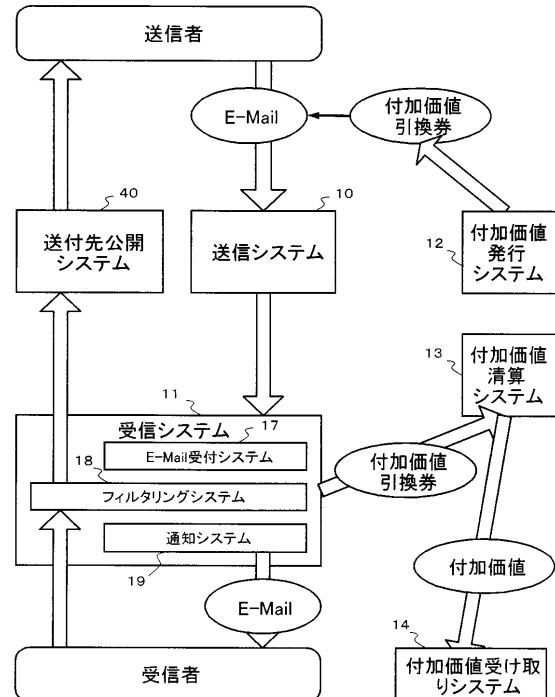 送信者
E-Mail
付加価値
引換券
40
送付先公開
システム
10
送信システム
12
付加価値
発行
システム
13
付加価値
清算
システム
11
受信システム
17
E-Mail受付システム
18
フィルタリングシステム
通知システム
19
付加価値
引換券
付加価値
E-Mail
14
受信者
付加価値受け取
りシステム